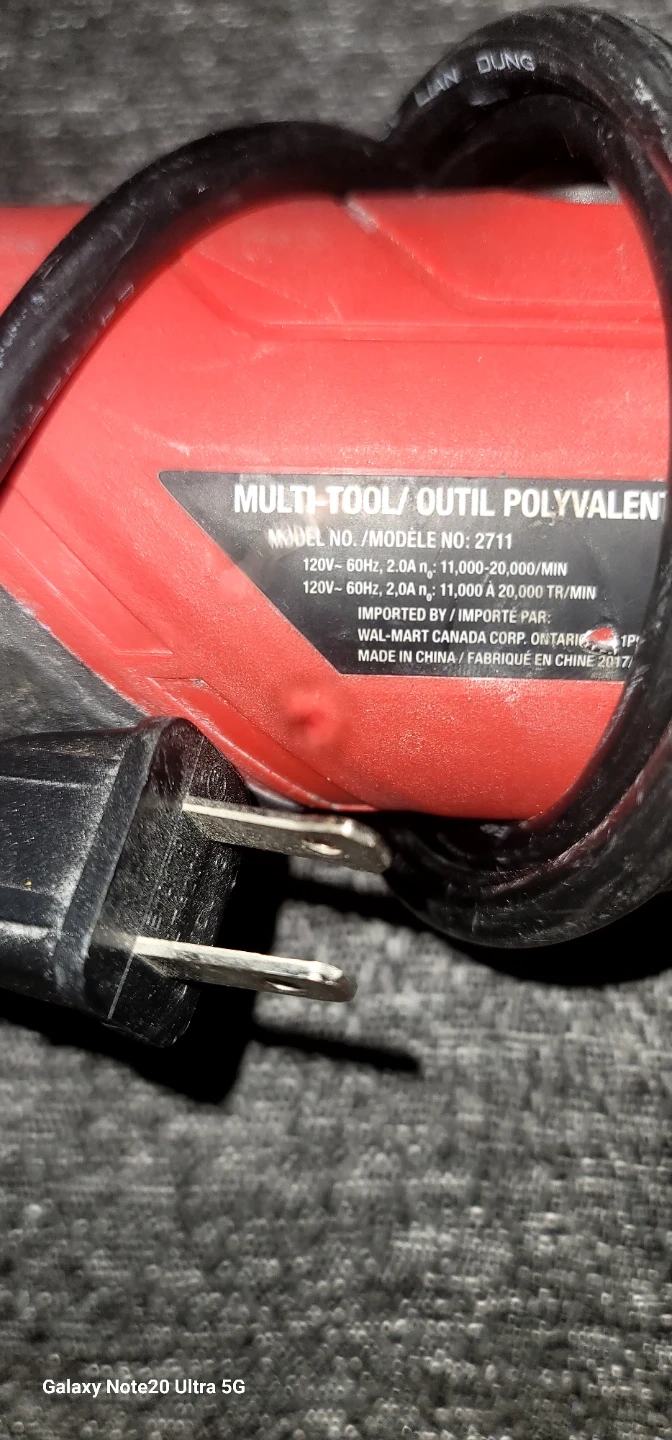 LIAN DUNG
MULTI-TOOL/ OUTIL POLYVALEN
MODEL NO. /MODÈLE NO: 2711
120V~ 60Hz, 2.0A n₀: 11,000-20,000/MIN
120V~ 60Hz, 2,0A n₀: 11,000 À 20,000 TR/MIN
IMPORTED BY / IMPORTÉ PAR:
WAL-MART CANADA CORP. ONTARIO
MADE IN CHINA / FABRIQUÉ EN CHINE 2017/
Galaxy Note20 Ultra 5G